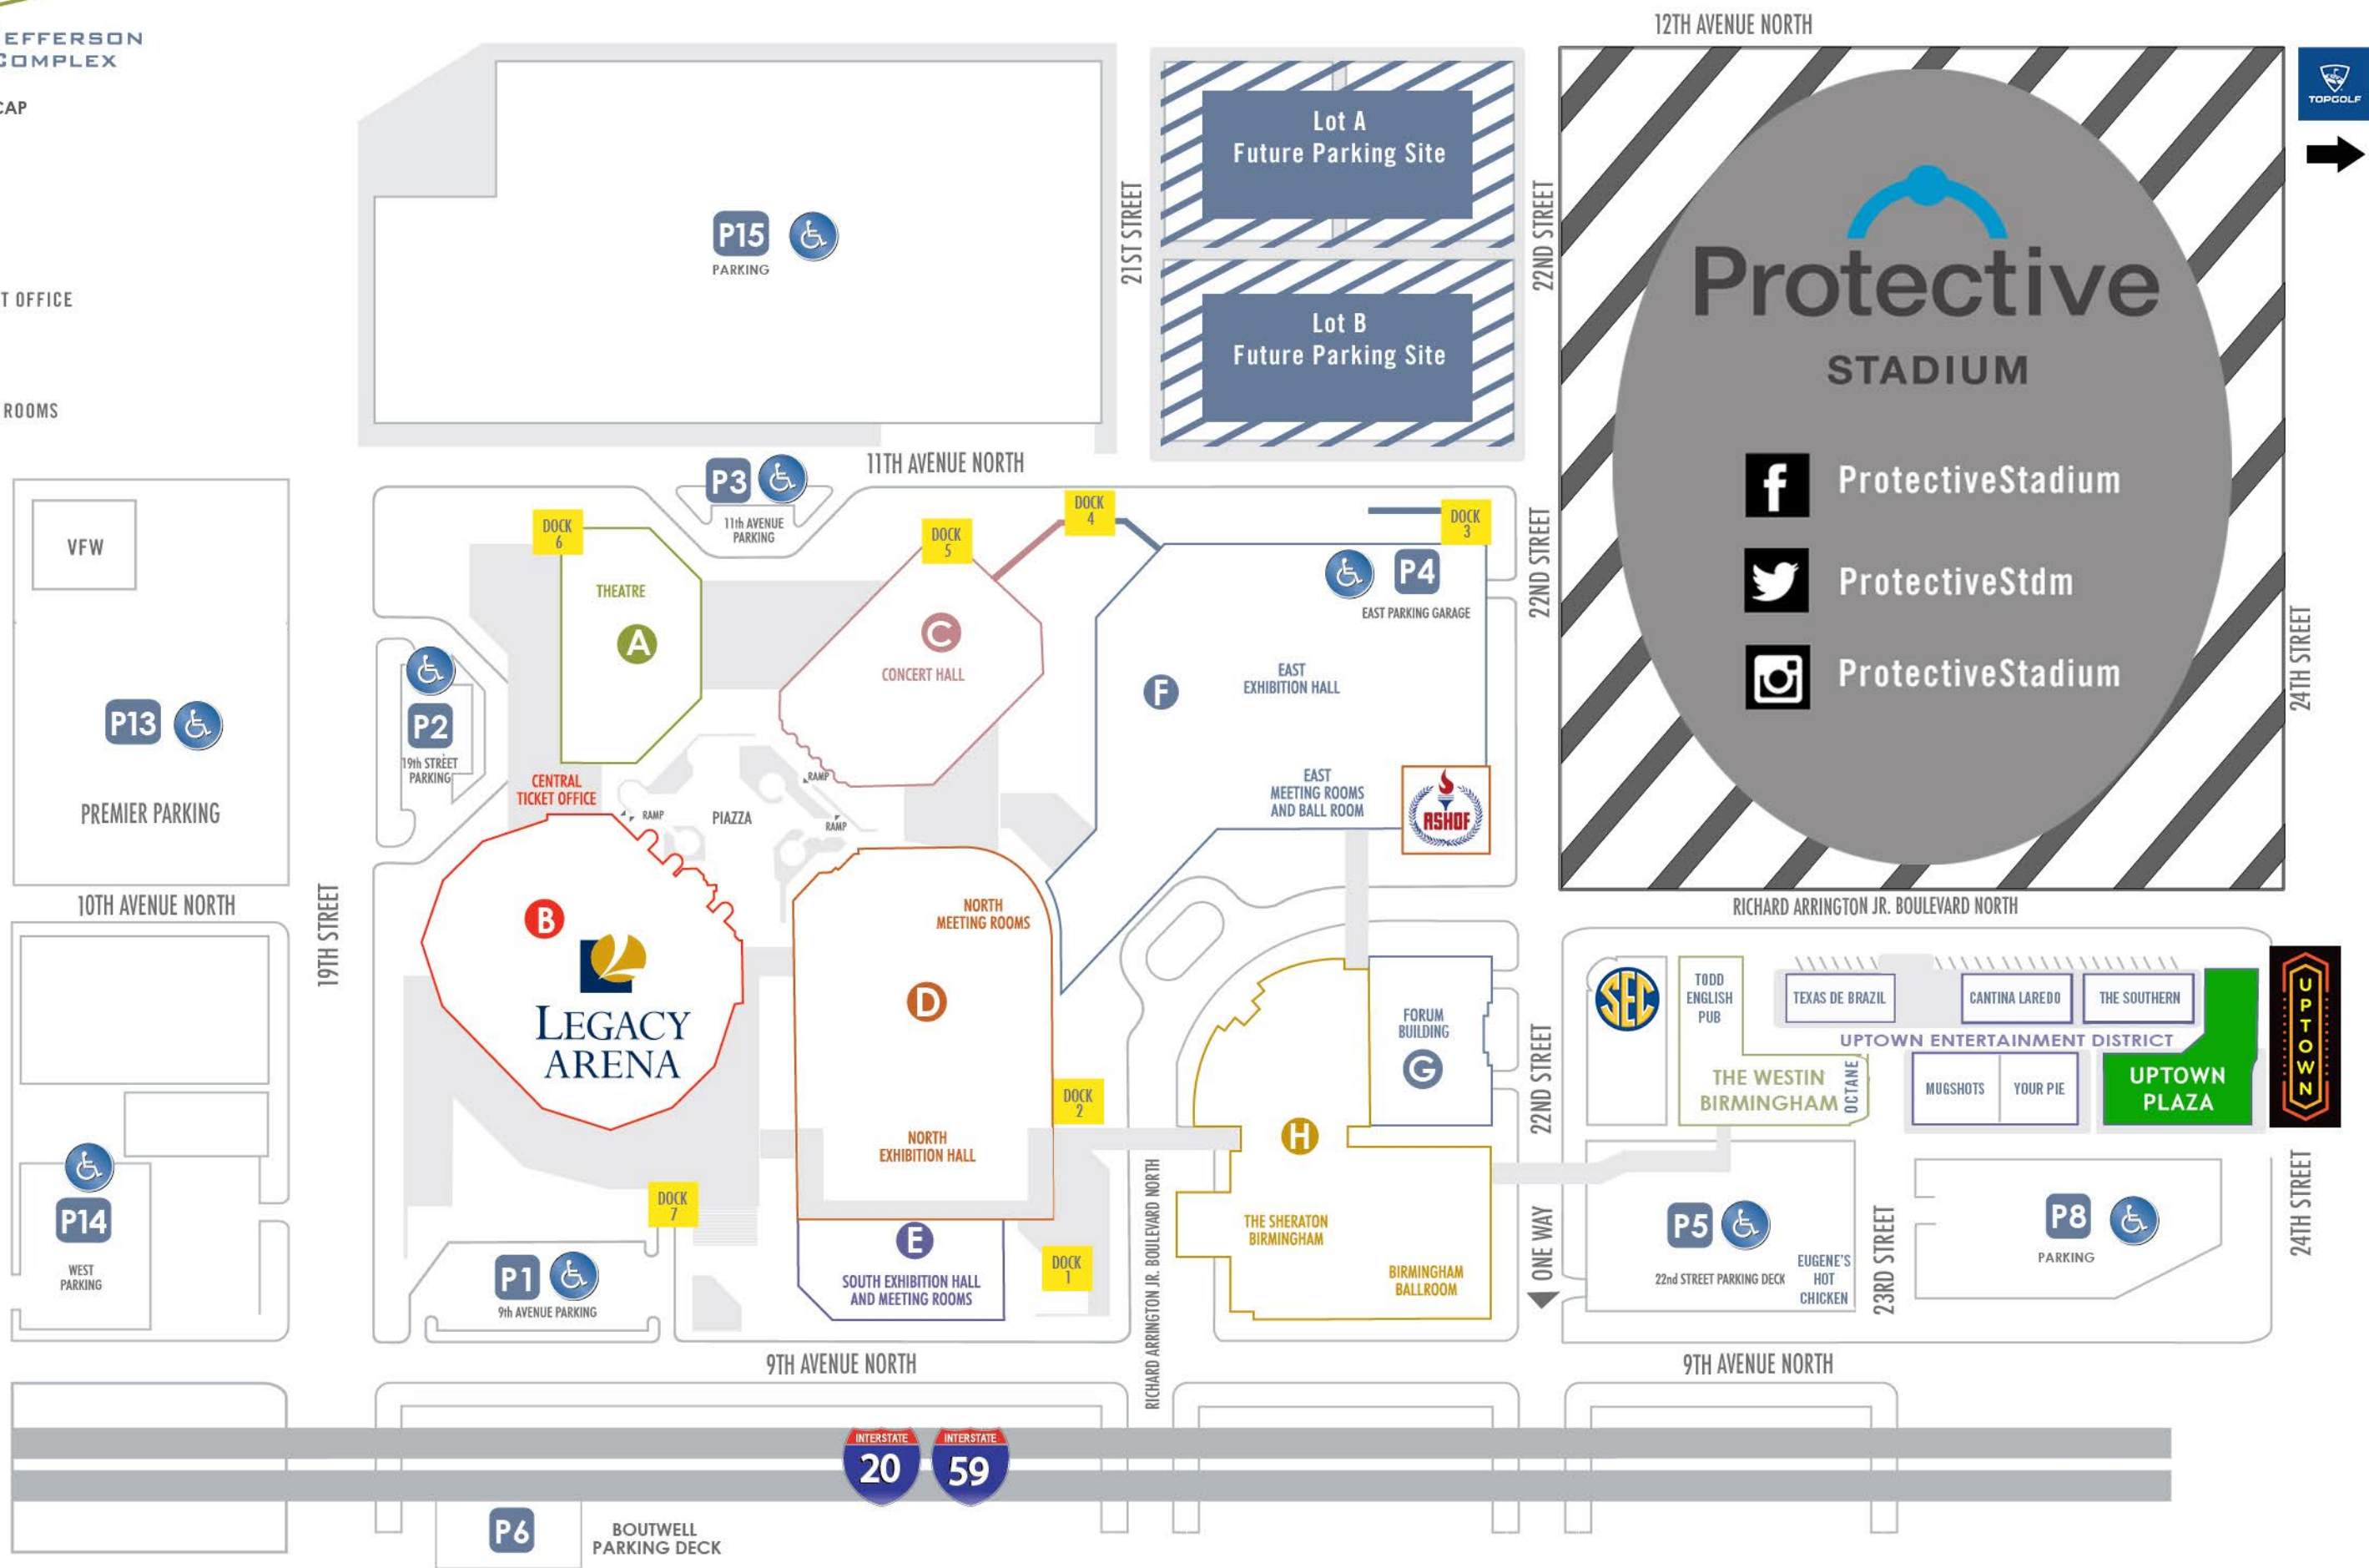 EFFERSON
COMPLEX
CAP
T OFFICE
ROOMS
12TH AVENUE NORTH
TOPGOLF
P15
PARKING
21ST STREET
Lot A
Future Parking Site
Lot B
Future Parking Site
22ND STREET
Protective
STADIUM
ProtectiveStadium
ProtectiveStdm
ProtectiveStadium
24TH STREET
11TH AVENUE NORTH
P3
11th AVENUE
PARKING
VFW
P13
PREMIER PARKING
10TH AVENUE NORTH
19TH STREET
P2
19th STREET
PARKING
DOCK
6
THEATRE
A
DOCK
5
C
CONCERT HALL
DOCK
4
DOCK
3
P4
EAST PARKING GARAGE
22ND STREET
F
EAST
EXHIBITION HALL
EAST
MEETING ROOMS
AND BALL ROOM
ASHOF
CENTRAL
TICKET OFFICE
RAMP
PIAZZA
RAMP
RAMP
B
LEGACY
ARENA
NORTH
MEETING ROOMS
D
NORTH
EXHIBITION HALL
DOCK
2
DOCK
7
E
SOUTH EXHIBITION HALL
AND MEETING ROOMS
DOCK
1
P1
9th AVENUE PARKING
P14
WEST
PARKING
RICHARD ARRINGTON JR. BOULEVARD NORTH
FORUM
BUILDING
G
H
THE SHERATON
BIRMINGHAM
BIRMINGHAM
BALLROOM
22ND STREET
ONE WAY
RICHARD ARRINGTON JR. BOULEVARD NORTH
SEC
TODD
ENGLISH
PUB
TEXAS DE BRAZIL
CANTINA LAREDO
THE SOUTHERN
UPTOWN ENTERTAINMENT DISTRICT
THE WESTIN
BIRMINGHAM
OCTANE
MUGSHOTS
YOUR PIE
UPTOWN
PLAZA
UPTOWN
P5
22nd STREET PARKING DECK
EUGENE'S
HOT
CHICKEN
23RD STREET
P8
PARKING
24TH STREET
9TH AVENUE NORTH
9TH AVENUE NORTH
INTERSTATE
20
INTERSTATE
59
P6
BOUTWELL
PARKING DECK